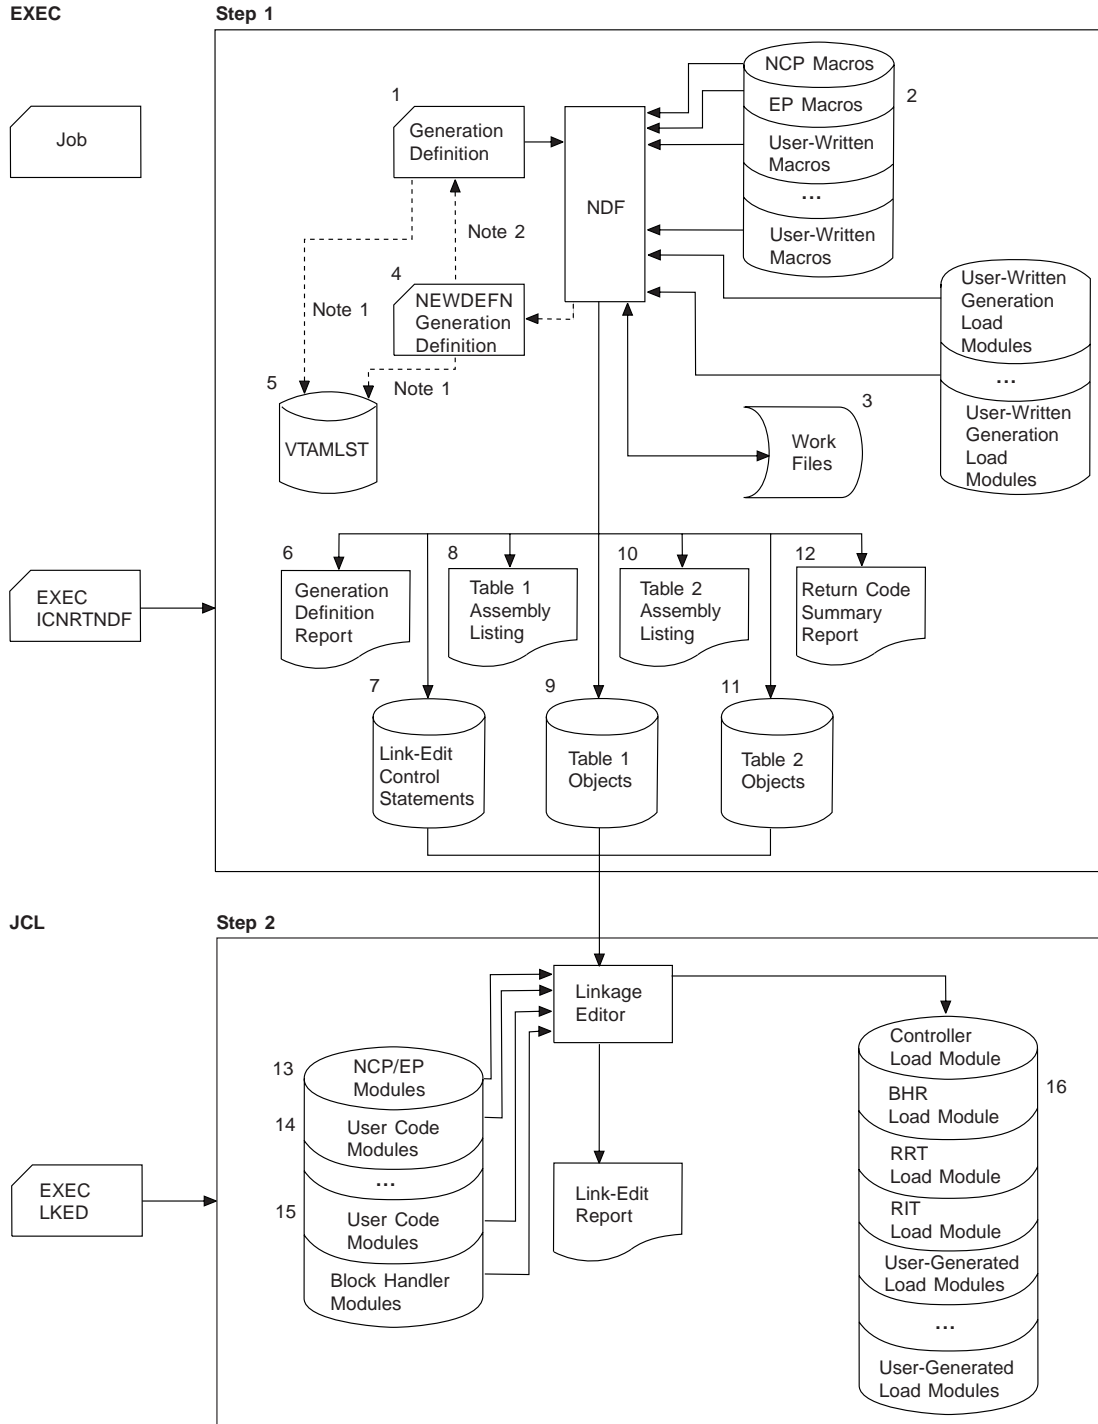 EXEC
Step 1
Job
1
Generation
Definition
NDF
NCP Macros
EP Macros
2
User-Written
Macros
...
User-Written
Macros
Note 2
4
NEWDEFN
Generation
Definition
Note 1
Note 1
5
VTAMLST
User-Written
Generation
Load
Modules
...
User-Written
Generation
Load
Modules
3
Work
Files
EXEC
ICNRTNDF
6
Generation
Definition
Report
8
Table 1
Assembly
Listing
10
Table 2
Assembly
Listing
12
Return Code
Summary
Report
7
Link-Edit
Control
Statements
9
Table 1
Objects
11
Table 2
Objects
JCL
Step 2
Linkage
Editor
13
NCP/EP
Modules
14
User Code
Modules
...
15
User Code
Modules
Block Handler
Modules
EXEC
LKED
Link-Edit
Report
Controller
Load Module
16
BHR
Load Module
RRT
Load Module
RIT
Load Module
User-Generated
Load Modules
...
User-Generated
Load Modules